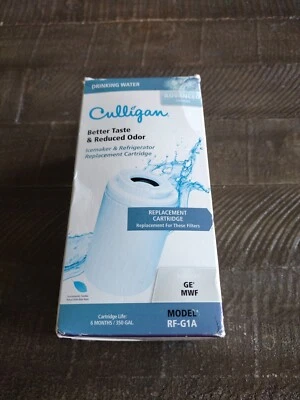 DRINKING WATER
Culligan
Better Taste
& Reduced Odor
Icemaker & Refrigerator
Replacement Cartridge
REPLACEMENT
CARTRIDGE
Replacement For These Filters
GE®
MWF
Cartridge Life:
6 MONTHS / 350 GAL.
MODEL
RF-G1A